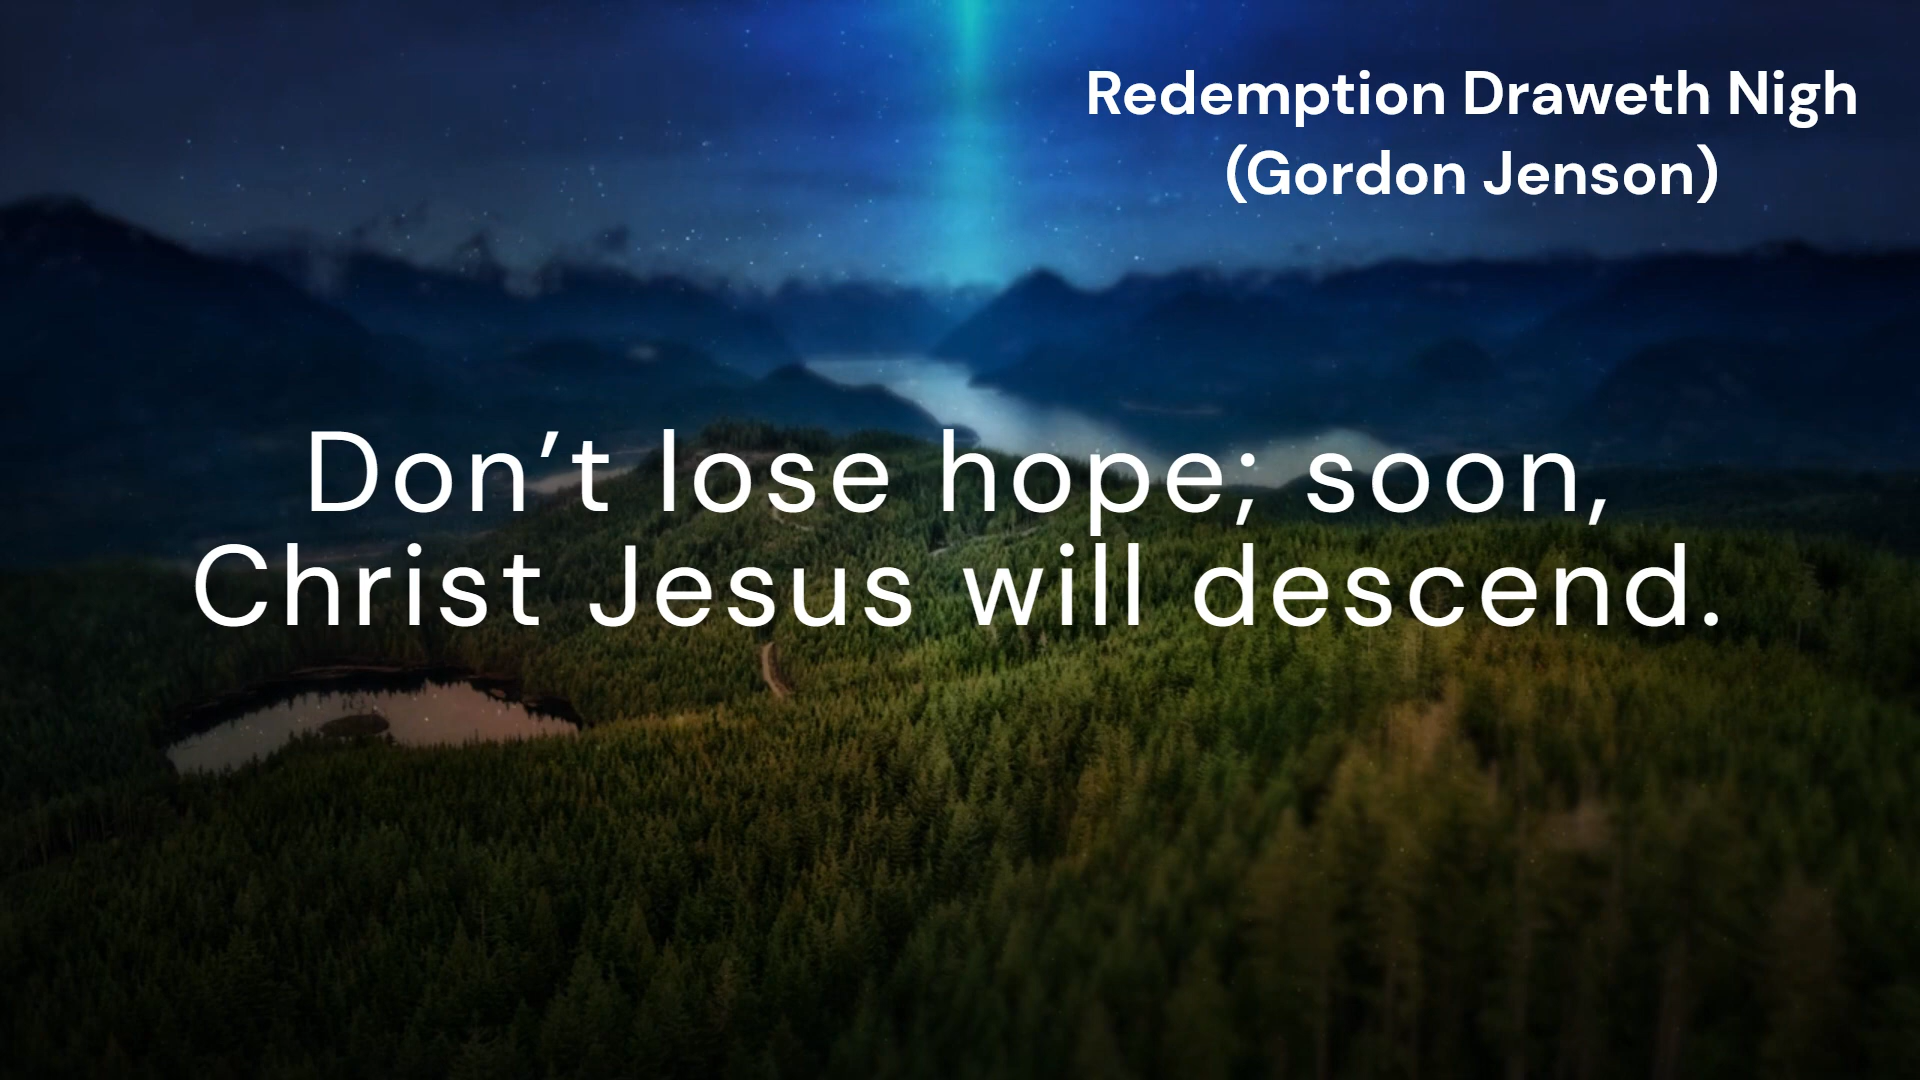 Redemption Draweth Nigh
(Gordon Jenson)
Don’t lose hope; soon,
Christ Jesus will descend.